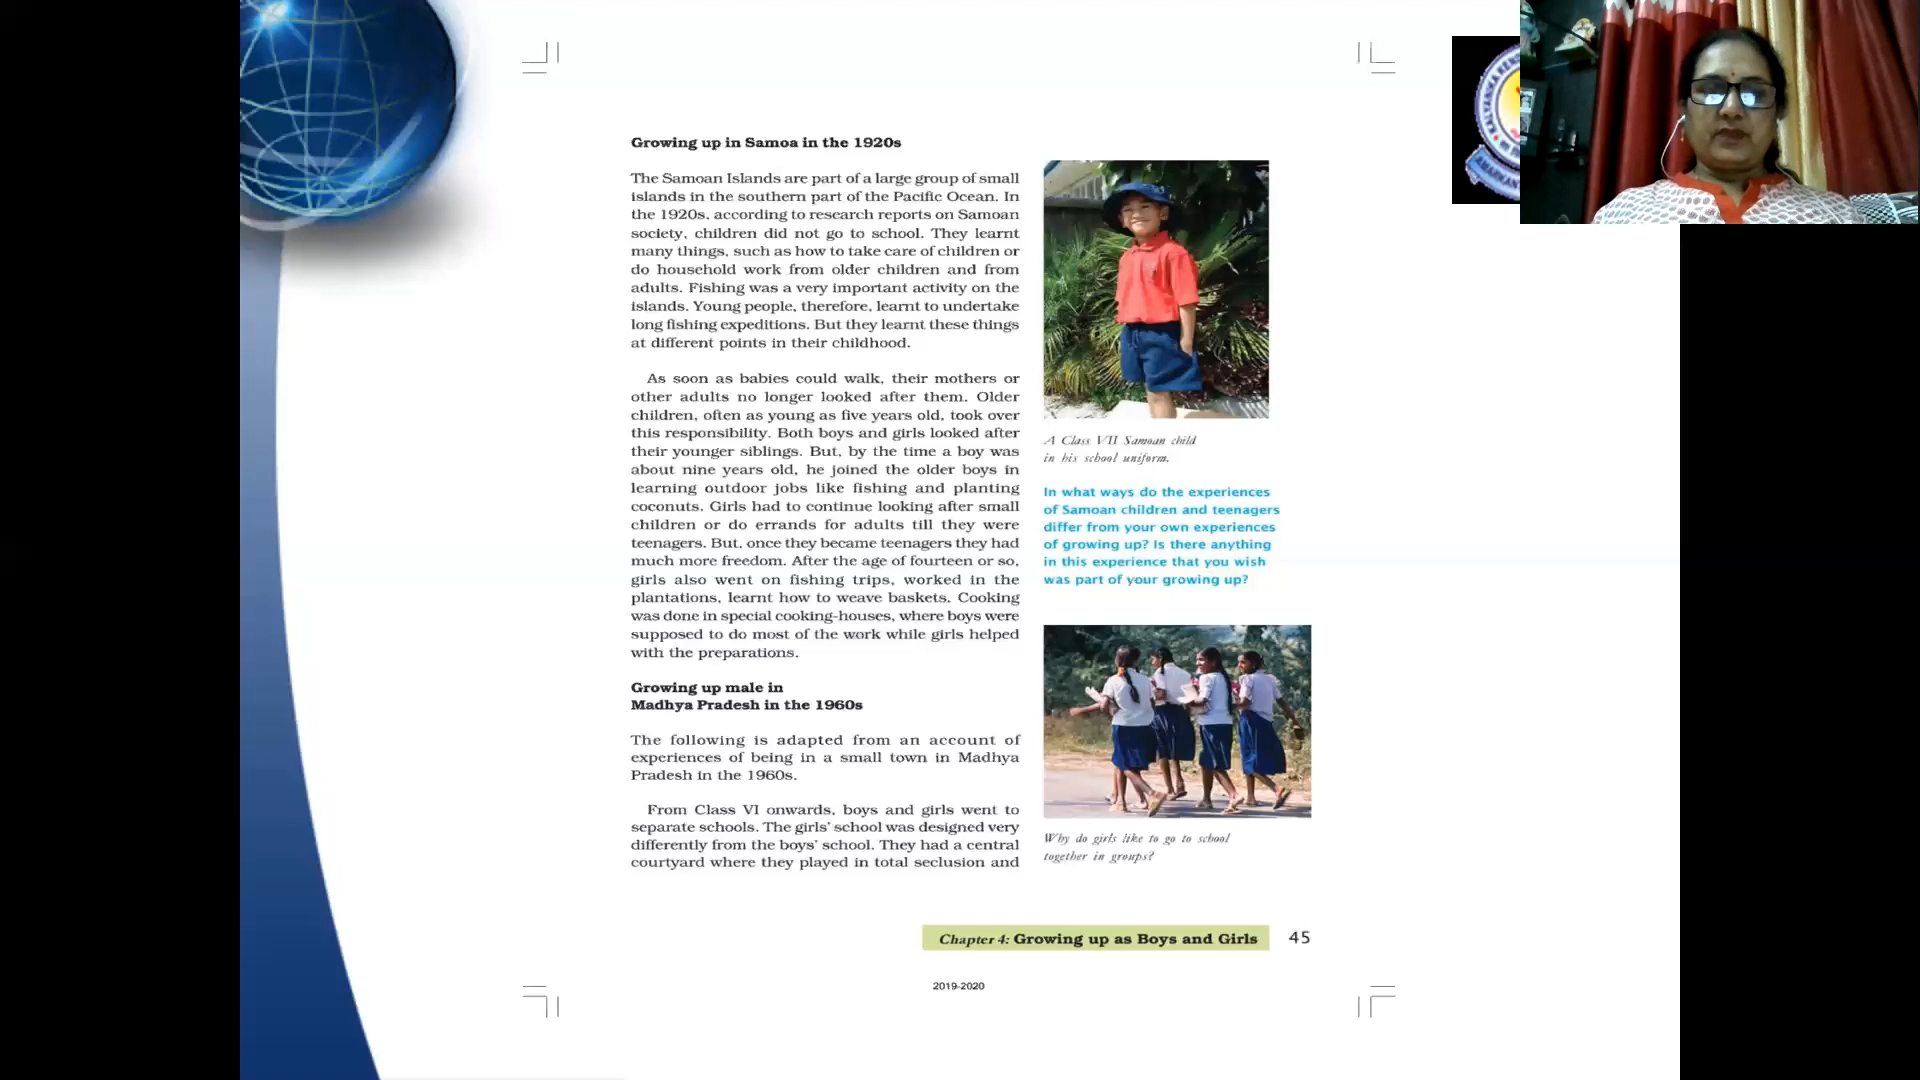 Growing up in Samoa in the 1920s
The Samoan Islands are part of a large group of small
islands in the southern part of the Pacific Ocean. In
the 1920s, according to research reports on Samoan
society, children did not go to school. They learnt
many things, such as how to take care of children or
do household work from older children and from
adults. Fishing was a very important activity on the
islands. Young people, therefore, learnt to undertake
long fishing expeditions. But they learnt these things
at different points in their childhood.
As soon as babies could walk, their mothers or
other adults no longer looked after them. Older
children, often as young as five years old, took over
this responsibility. Both boys and girls looked after
their younger siblings. But, by the time a boy was
about nine years old, he joined the older boys in
learning outdoor jobs like fishing and planting
coconuts. Girls had to continue looking after small
children or do errands for adults till they were
teenagers. But, once they became teenagers they had
much more freedom. After the age of fourteen or so,
girls also went on fishing trips, worked in the
plantations, learnt how to weave baskets. Cooking
was done in special cooking-houses, where boys were
supposed to do most of the work while girls helped
with the preparations.
Growing up male in
Madhya Pradesh in the 1960s
The following is adapted from an account of
experiences of being in a small town in Madhya
Pradesh in the 1960s.
From Class VI onwards, boys and girls went to
separate schools. The girls' school was designed very
differently from the boys' school. They had a central
courtyard where they played in total seclusion and
A Class VII Samoan child
in his school uniform.
In what ways do the experiences
of Samoan children and teenagers
differ from your own experiences
of growing up? Is there anything
in this experience that you wish
was part of your growing up?
Why do girls like to go to school
together in groups?
Chapter 4: Growing up as Boys and Girls 45
2019-2020